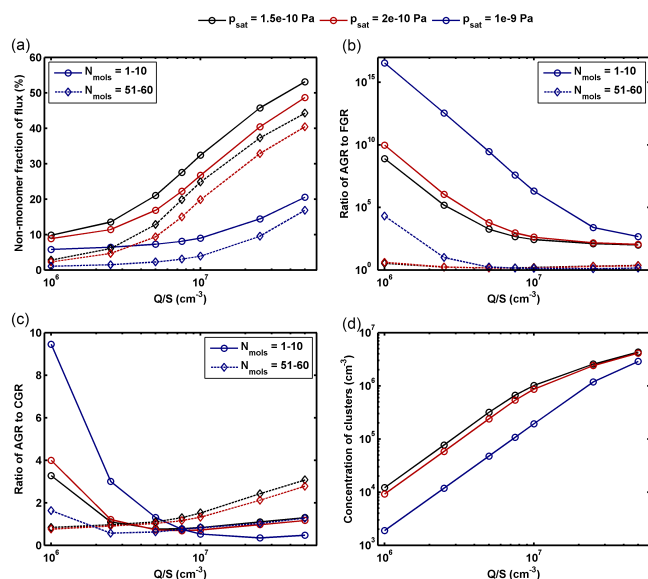 p_sat = 1.5e-10 Pa p_sat = 2e-10 Pa p_sat = 1e-9 Pa
(a)
Non-monomer fraction of flux (%)
60
50
40
30
20
10
0
N_mols = 1-10
N_mols = 51-60
10^6
10^7
Q/S (cm^-3)
(b)
Ratio of AGR to FGR
10^15
10^10
10^5
10^0
N_mols = 1-10
N_mols = 51-60
10^6
10^7
Q/S (cm^-3)
(c)
Ratio of AGR to CGR
10
8
6
4
2
0
N_mols = 1-10
N_mols = 51-60
10^6
10^7
Q/S (cm^-3)
(d)
Concentration of clusters (cm^-3)
10^7
10^6
10^5
10^4
10^3
10^6
10^7
Q/S (cm^-3)